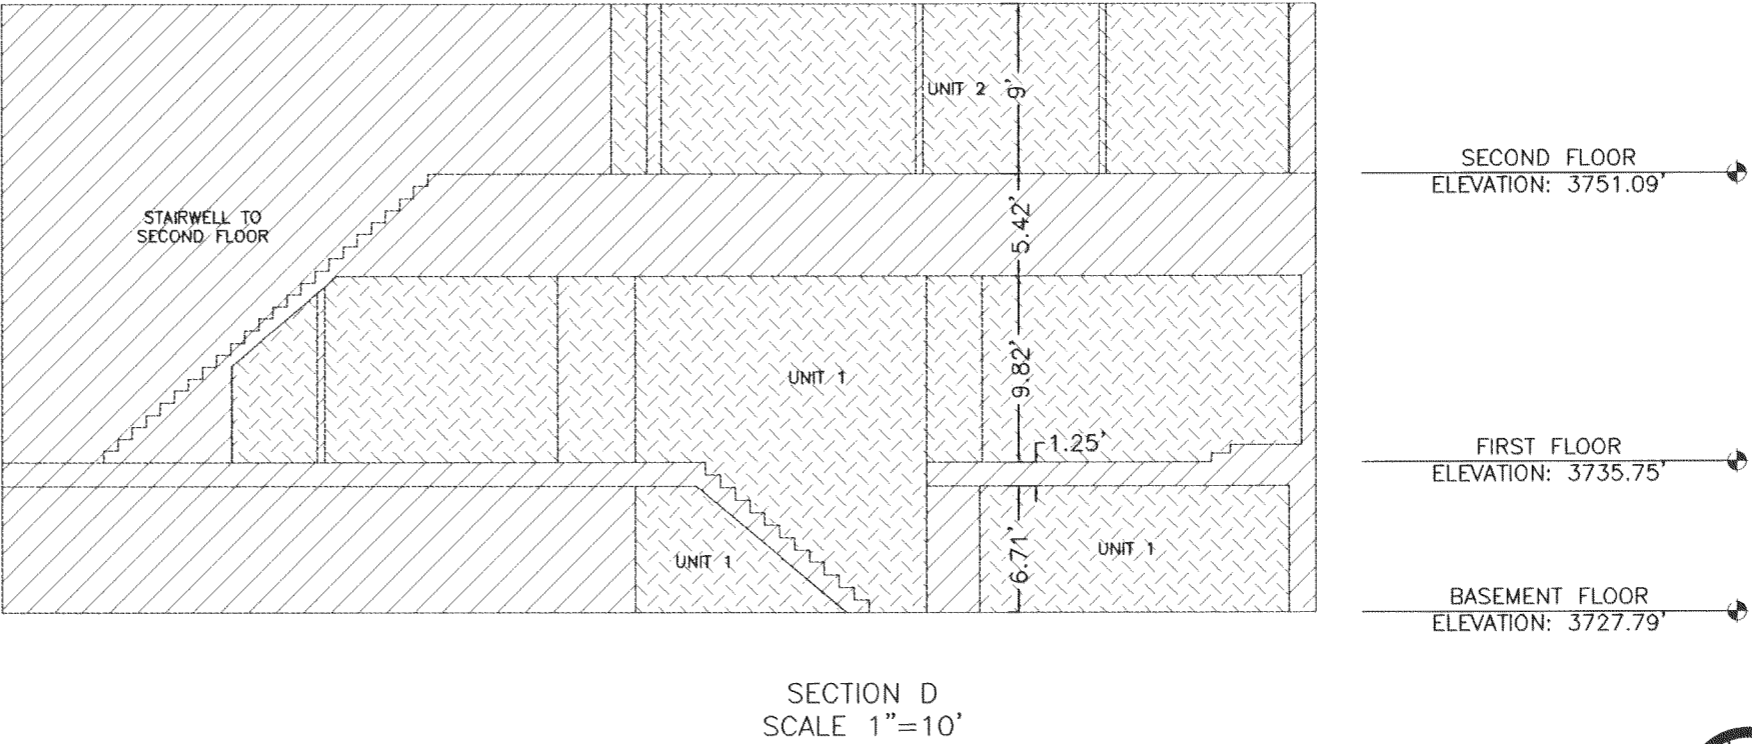 UNIT 2
9'
SECOND FLOOR
ELEVATION: 3751.09'
STAIRWELL TO
SECOND FLOOR
5.42'
UNIT 1
9.82'
1.25'
FIRST FLOOR
ELEVATION: 3735.75'
UNIT 1
6.71'
UNIT 1
BASEMENT FLOOR
ELEVATION: 3727.79'
SECTION D
SCALE 1"=10'